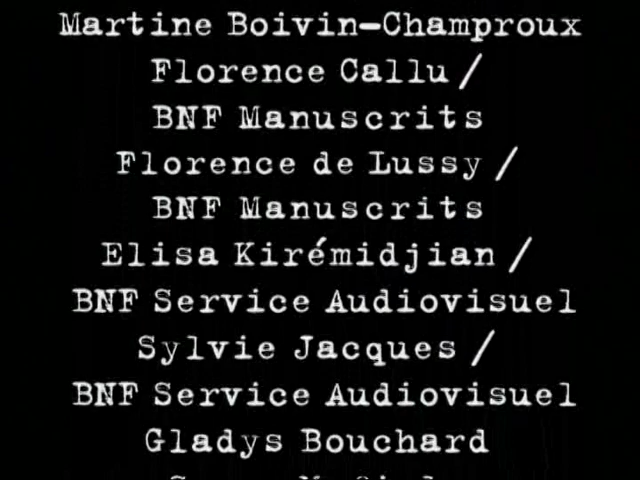 Martine Boivin-Champroux
Florence Callu /
BNF Manuscrits
Florence de Lussy /
BNF Manuscrits
Elisa Kirémidjian /
BNF Service Audiovisuel
Sylvie Jacques /
BNF Service Audiovisuel
Gladys Bouchard